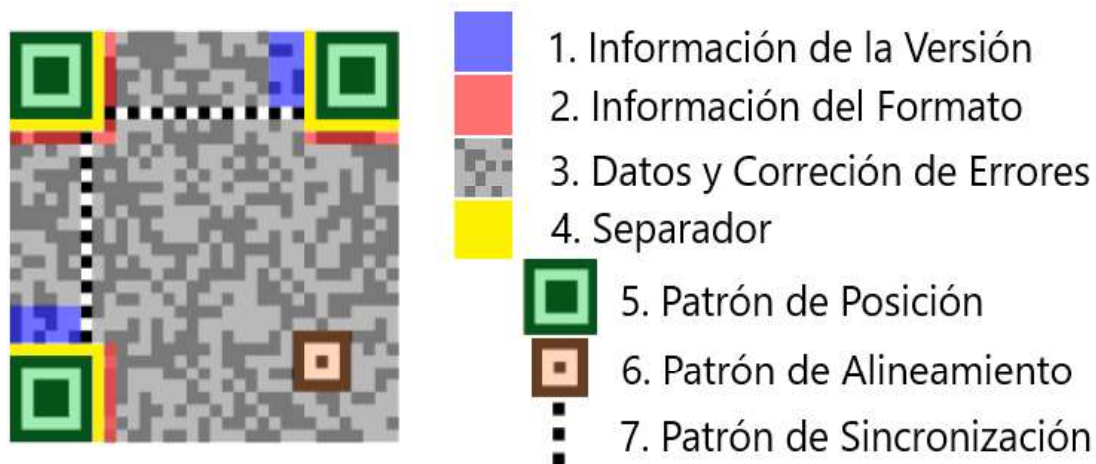 1. Información de la Versión
2. Información del Formato
3. Datos y Correción de Errores
4. Separador
5. Patrón de Posición
6. Patrón de Alineamiento
7. Patrón de Sincronización